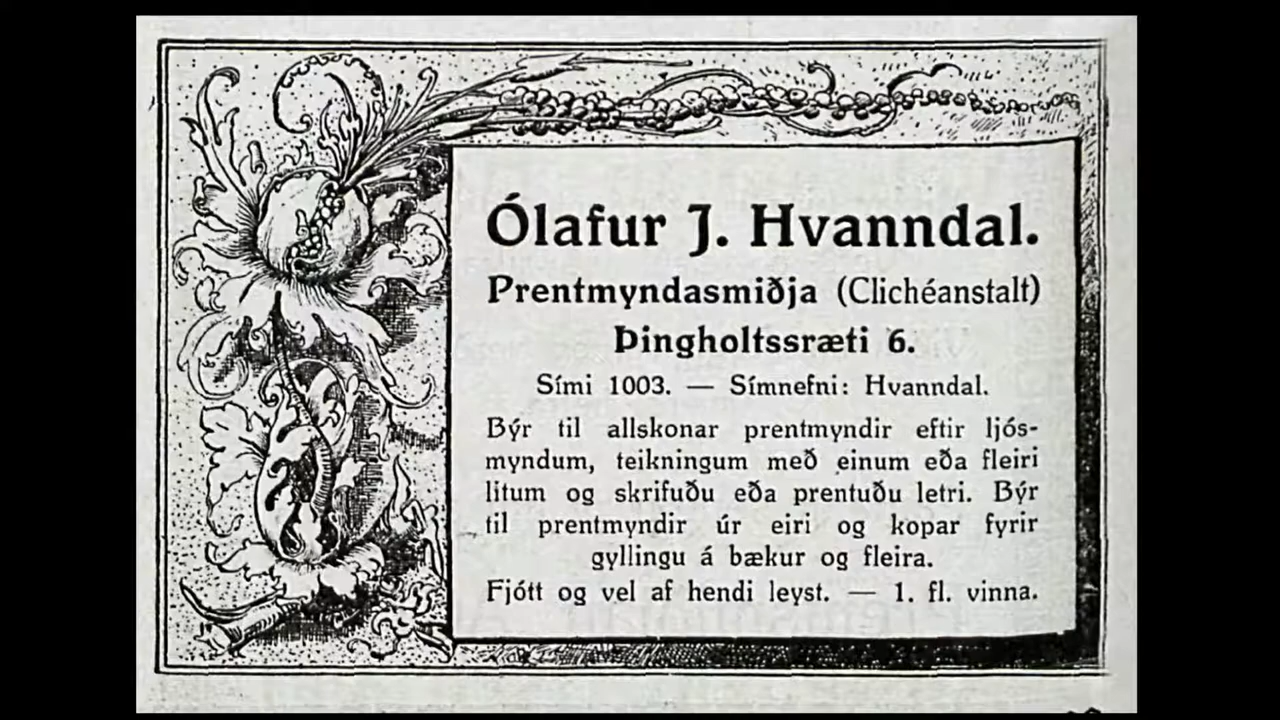 Ólafur J. Hvanndal.
Prentmyndasmiðja (Clichéanstalt)
Þingholtssræti 6.
Sími 1003. — Símnefni: Hvanndal.
Býr til allskonar prentmyndir eftir ljós-
myndum, teikningum með einum eða fleiri
litum og skrifuðu eða prentuðu letri. Býr
til prentmyndir úr eiri og kopar fyrir
gyllingu á bækur og fleira.
Fjótt og vel af hendi leyst. — 1. fl. vinna.